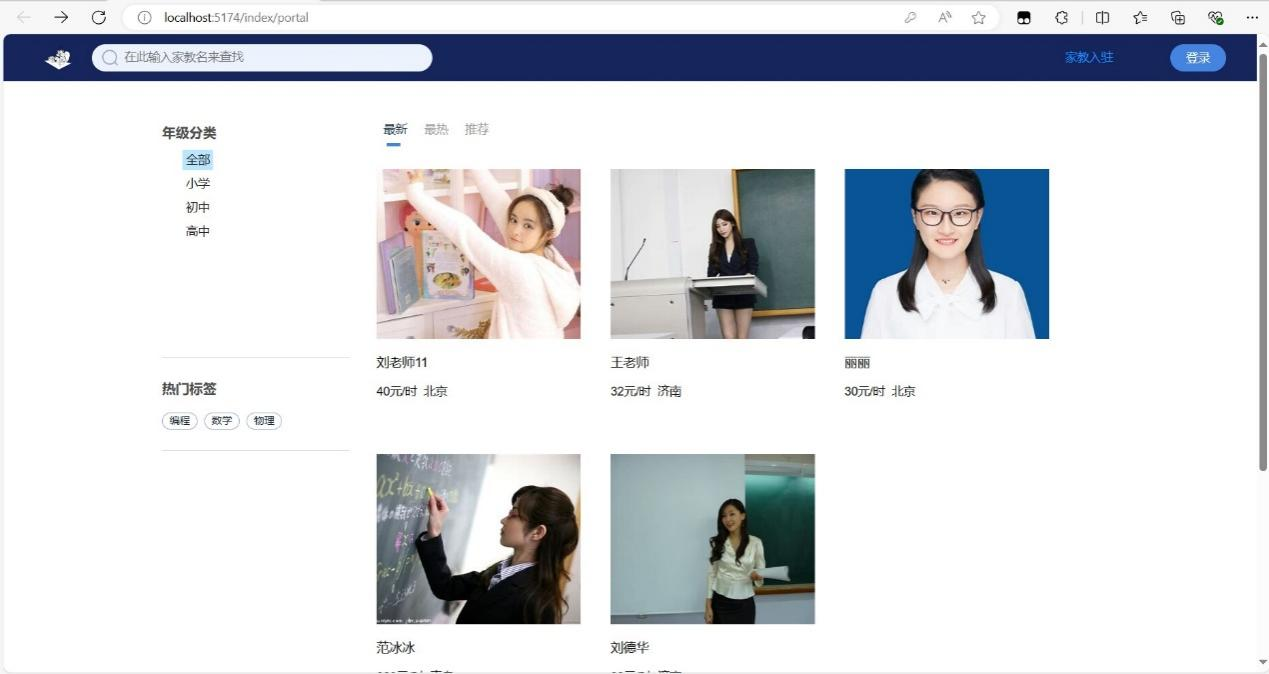 localhost:5174/index/portal
在此输入家教名来查找
家教入驻
登录
年级分类
全部
小学
初中
高中
热门标签
编程 数学 物理
最新 最热 推荐
刘老师11
40元/时 北京
王老师
32元/时 济南
丽丽
30元/时 北京
范冰冰
刘德华